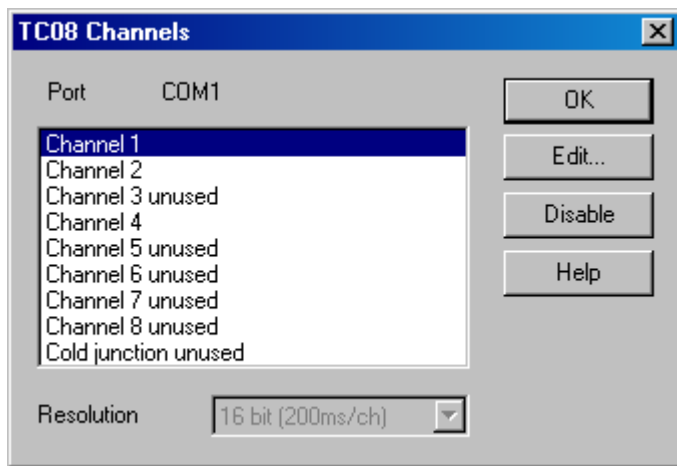 TC08 Channels
Port COM1
OK
Channel 1
Edit...
Channel 2
Channel 3 unused
Disable
Channel 4
Channel 5 unused
Help
Channel 6 unused
Channel 7 unused
Channel 8 unused
Cold junction unused
Resolution 16 bit (200ms/ch)